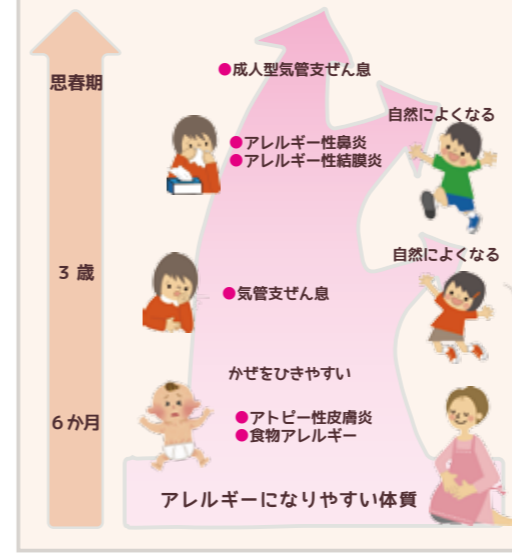 思春期
●成人型気管支ぜん息
自然によくなる
●アレルギー性鼻炎
●アレルギー性結膜炎
自然によくなる
3 歳
●気管支ぜん息
かぜをひきやすい
6か月
●アトピー性皮膚炎
●食物アレルギー
アレルギーになりやすい体質